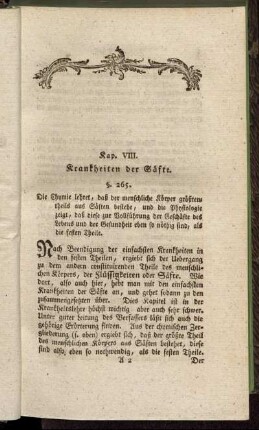 Kap. VIII.
Krankheiten der Säfte.
§. 265.
Die Chymie lehret, daß der menschliche Körper größten-
theils aus Säften bestehe, und die Physiologie
zeigt, daß diese zur Vollführung der Geschäfte des
Lebens und der Gesundheit eben so nöthig sind, als
die festen Theile.
Nach Beendigung der einfachsten Krankheiten in
den festen Theilen, ergiebt sich der Uebergang
zu dem andern constituirenden Theile des menschli-
chen Körpers, der Flüssigkeiten oder Säfte. Man
dort, also auch hier, hebt man mit den einfachsten
Krankheiten der Säfte an, und gehet sodann zu den
zusammengesetzten über. Dies Kapitel ist in der
Krankheitslehre höchst wichtig aber auch sehr schwer.
Unter guter Leitung des Verfassers läßt sich auch die
gehörige Erörterung finden. Aus der chymischen Zer-
gliederung (s. oben) ergiebt sich, daß der größte Theil
des menschlichen Körpers aus Säften bestehet, diese
sind also, eben so nothwendig, als die festen Theile.
A 2 Der